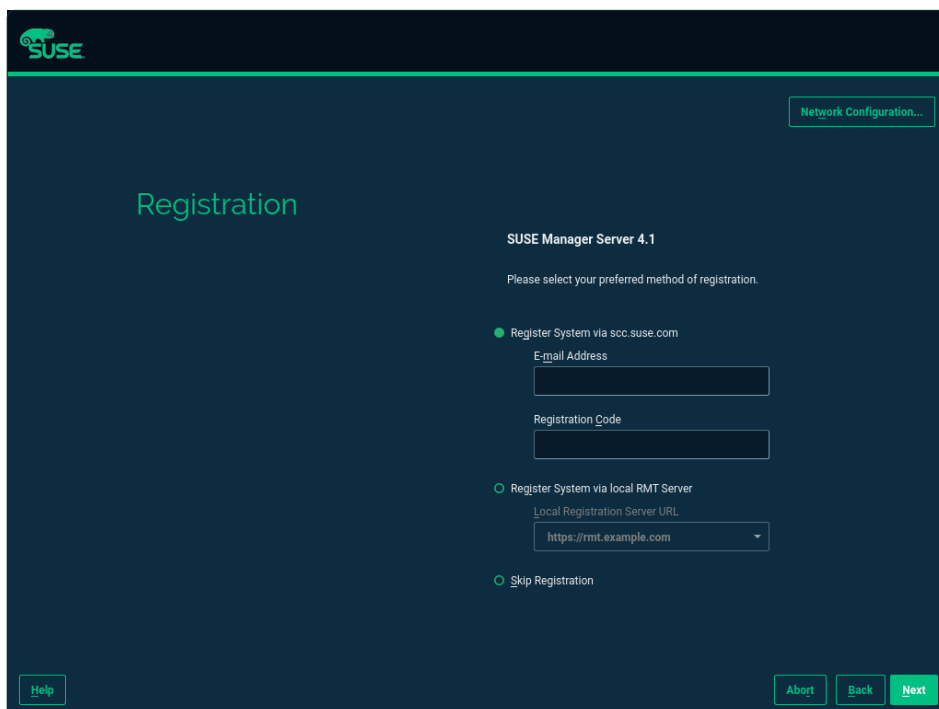 SUSE
Network Configuration...
Registration
SUSE Manager Server 4.1
Please select your preferred method of registration.
Register System via scc.suse.com
E-mail Address
Registration Code
Register System via local RMT Server
Local Registration Server URL
https://rmt.example.com
Skip Registration
Help
Abort
Back
Next